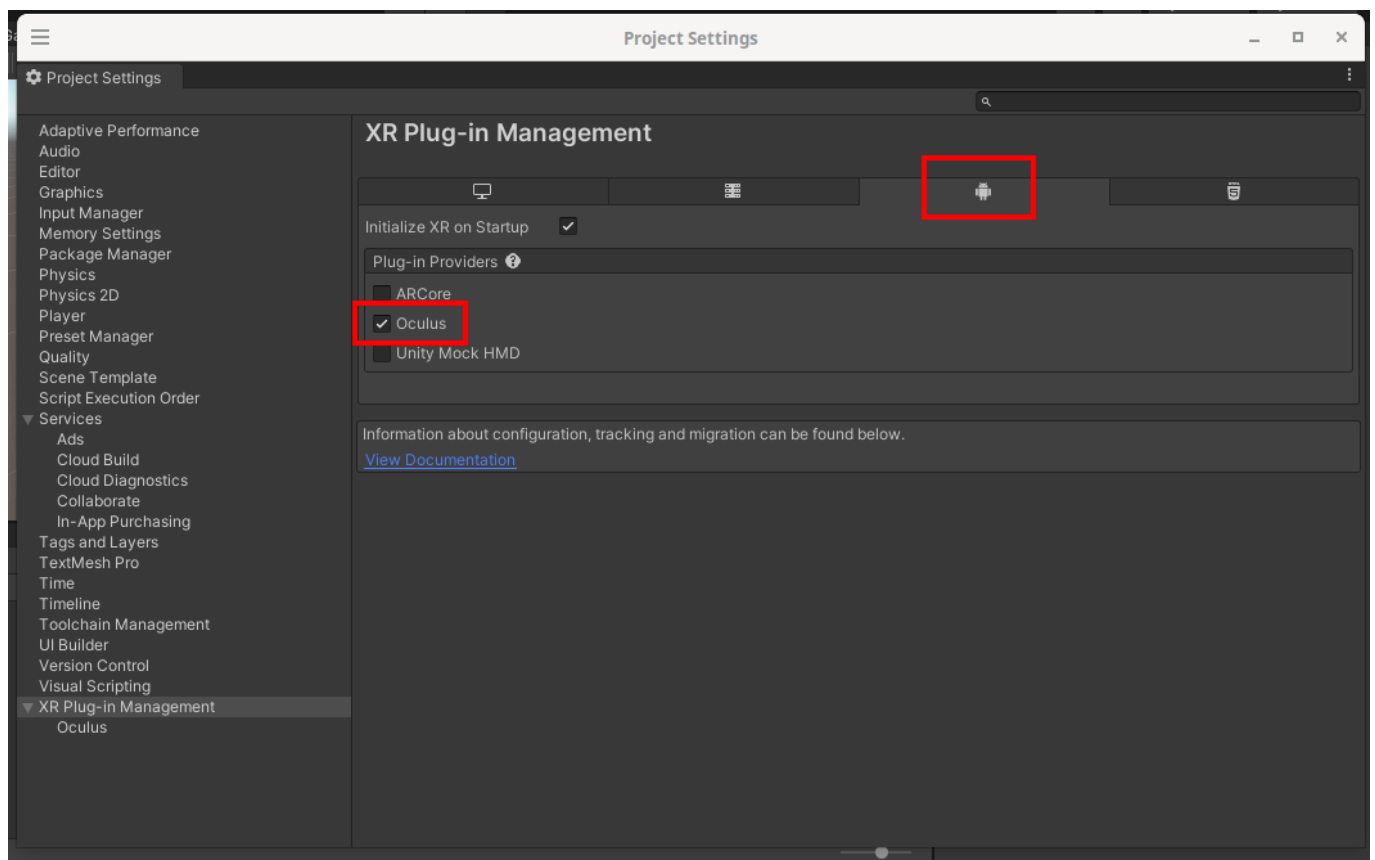 Project Settings
Project Settings
Adaptive Performance
Audio
Editor
Graphics
Input Manager
Memory Settings
Package Manager
Physics
Physics 2D
Player
Preset Manager
Quality
Scene Template
Script Execution Order
Services
Ads
Cloud Build
Cloud Diagnostics
Collaborate
In-App Purchasing
Tags and Layers
TextMesh Pro
Time
Timeline
Toolchain Management
UI Builder
Version Control
Visual Scripting
XR Plug-in Management
Oculus
XR Plug-in Management
Initialize XR on Startup
Plug-in Providers
ARCore
Oculus
Unity Mock HMD
Information about configuration, tracking and migration can be found below.
View Documentation